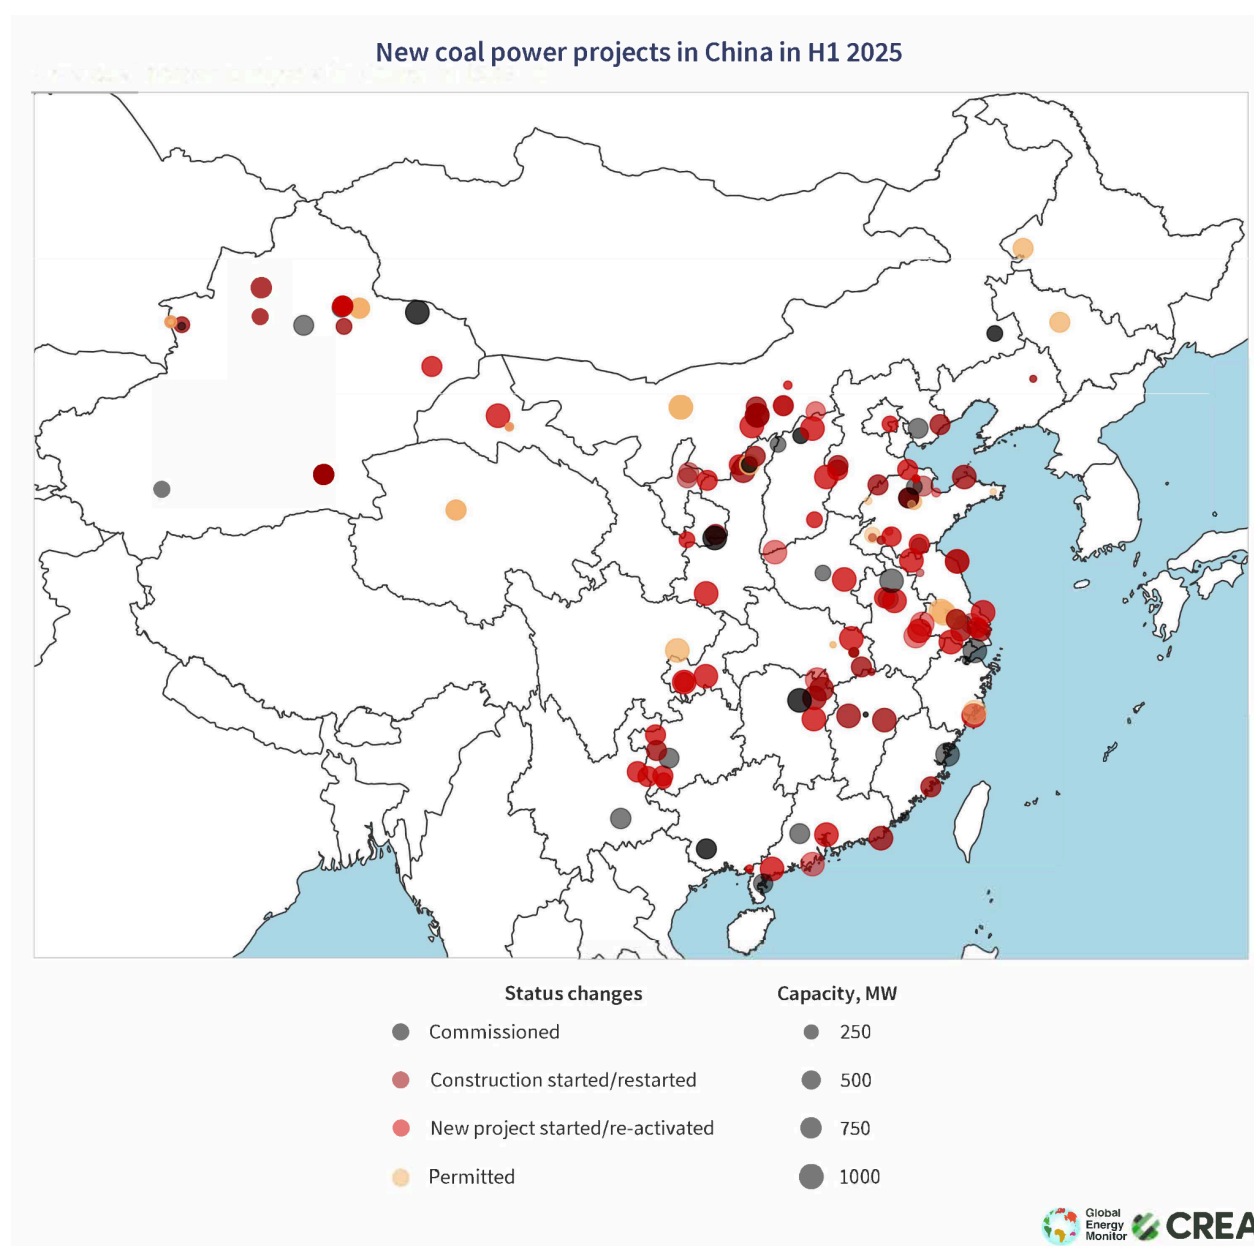 New coal power projects in China in H1 2025
Status changes
Commissioned
Construction started/restarted
New project started/re-activated
Permitted
Capacity, MW
250
500
750
1000
Global
Energy
Monitor
CREA